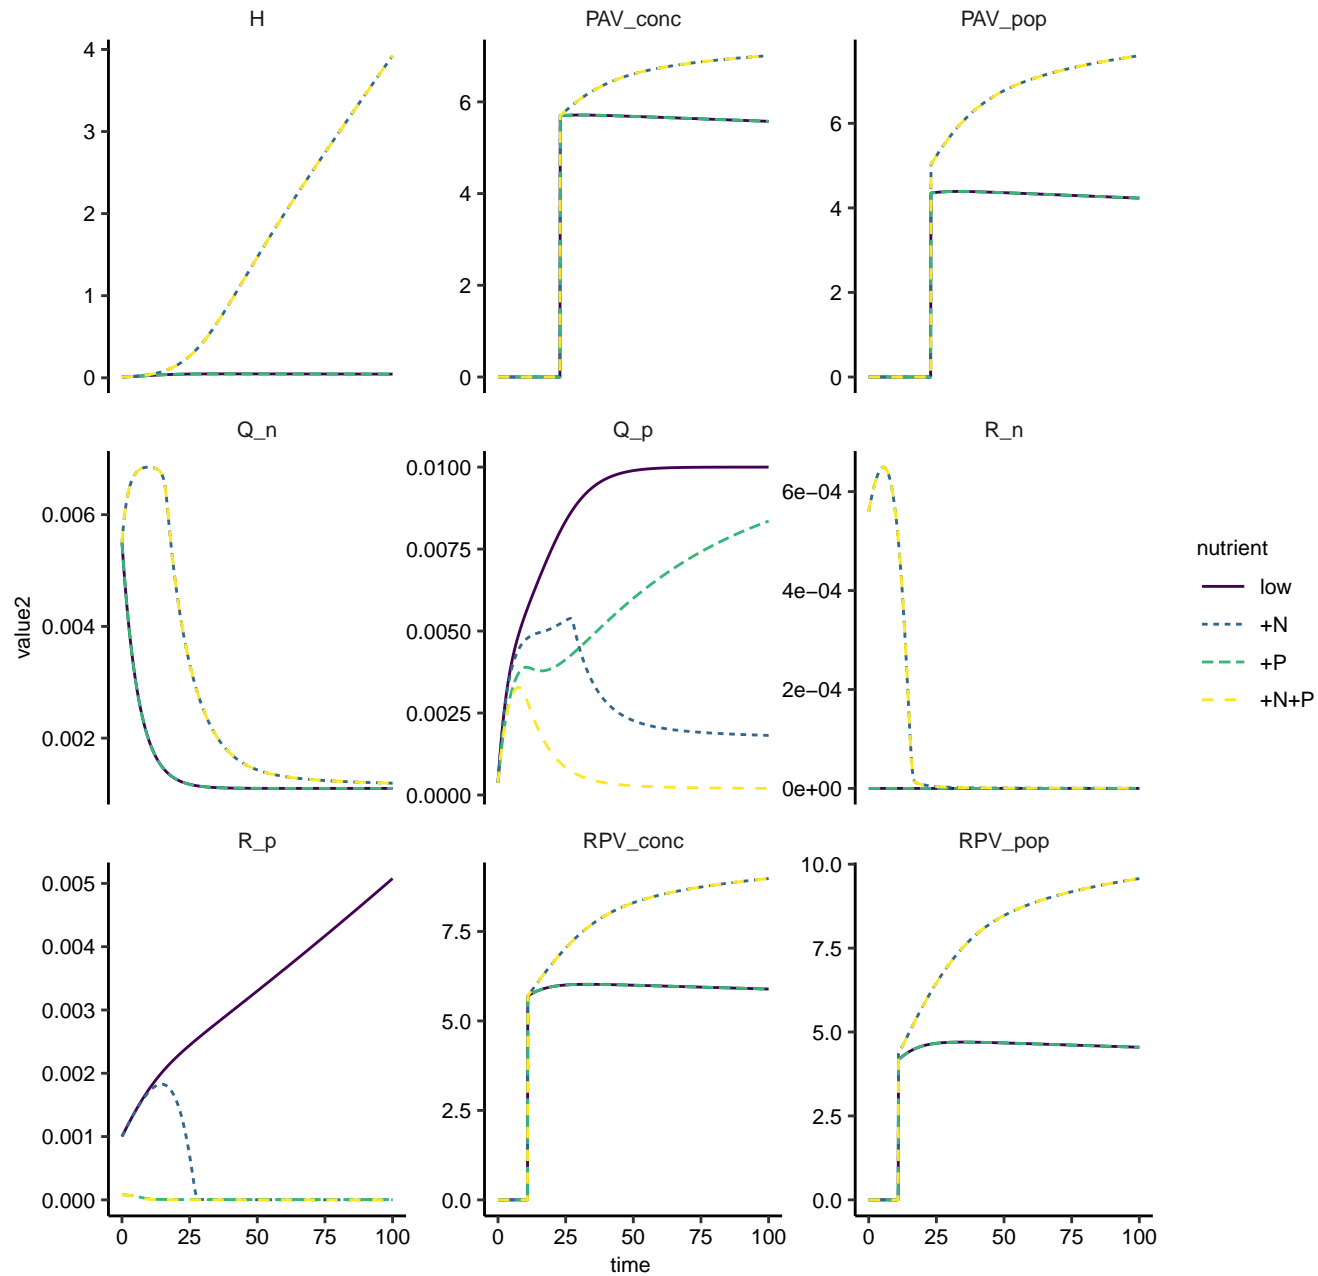 H PAV_conc PAV_pop
4
3
2
1
0
6
4
2
0
6
4
2
0
Q_n Q_p R_n
0.006
0.004
0.002
0.0100
0.0075
0.0050
0.0025
0.0000
6e−04
4e−04
2e−04
0e+00
R_p RPV_conc RPV_pop
0.005
0.004
0.003
0.002
0.001
0.000
7.5
5.0
2.5
0.0
10.0
7.5
5.0
2.5
0.0
0 25 50 75 100
0 25 50 75 100
0 25 50 75 100
time
value2
nutrient
low
+N
+P
+N+P